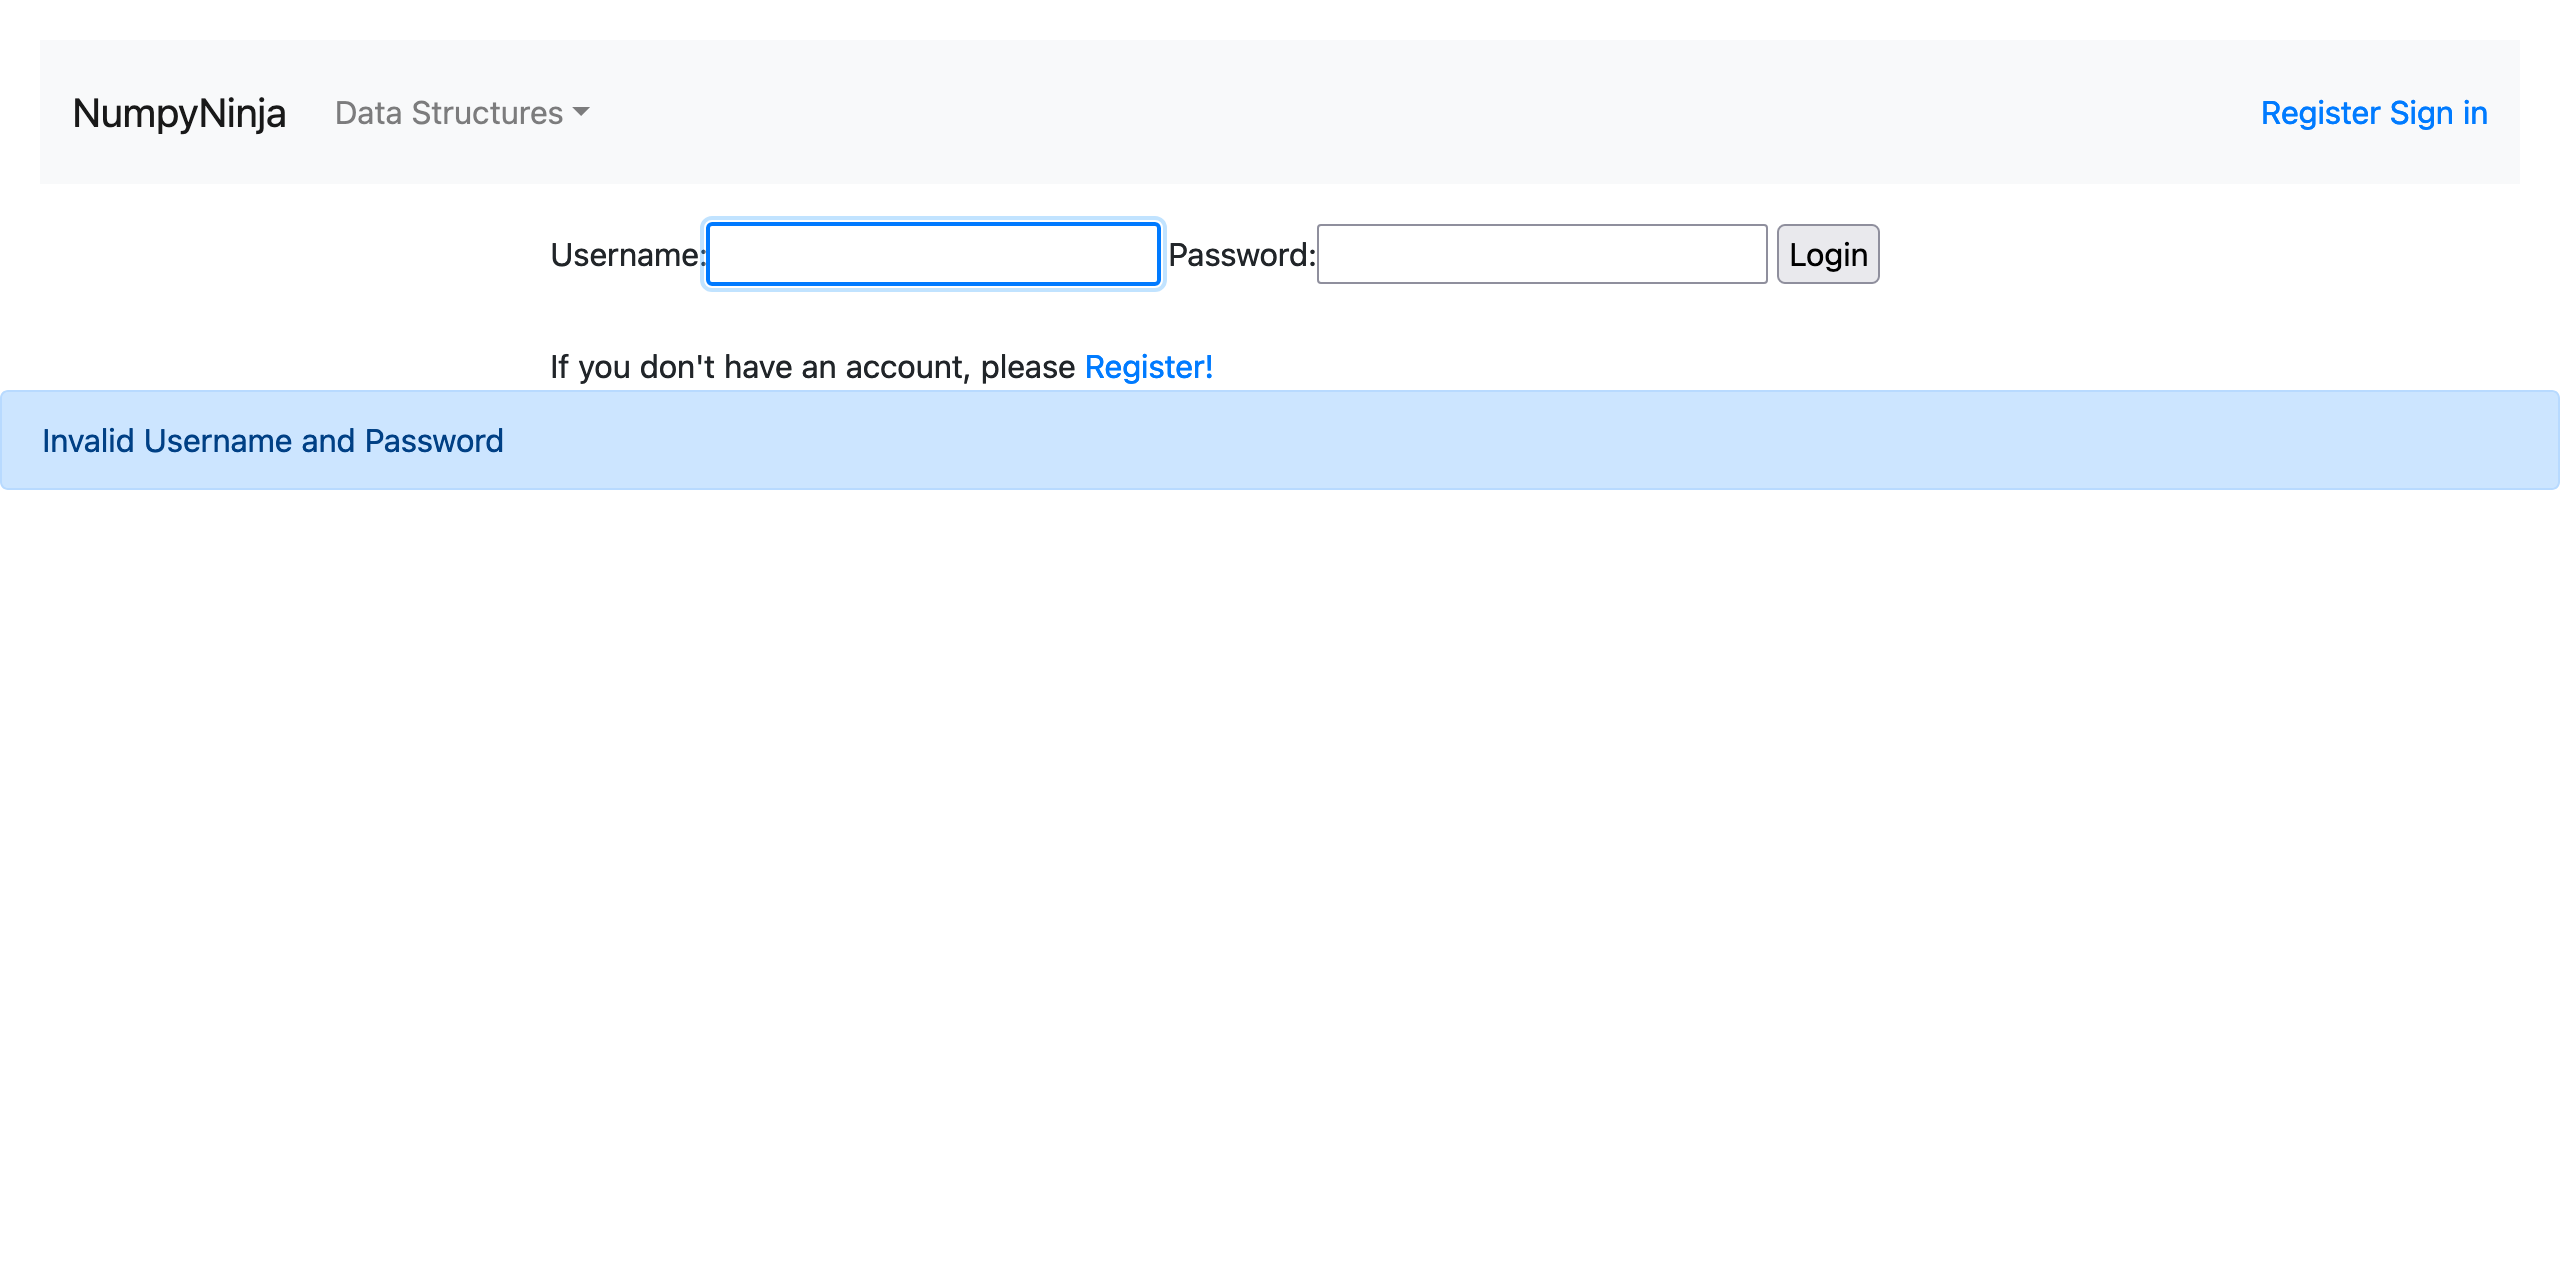 NumpyNinja Data Structures Register Sign in
Username: Password: Login
If you don't have an account, please Register!
Invalid Username and Password